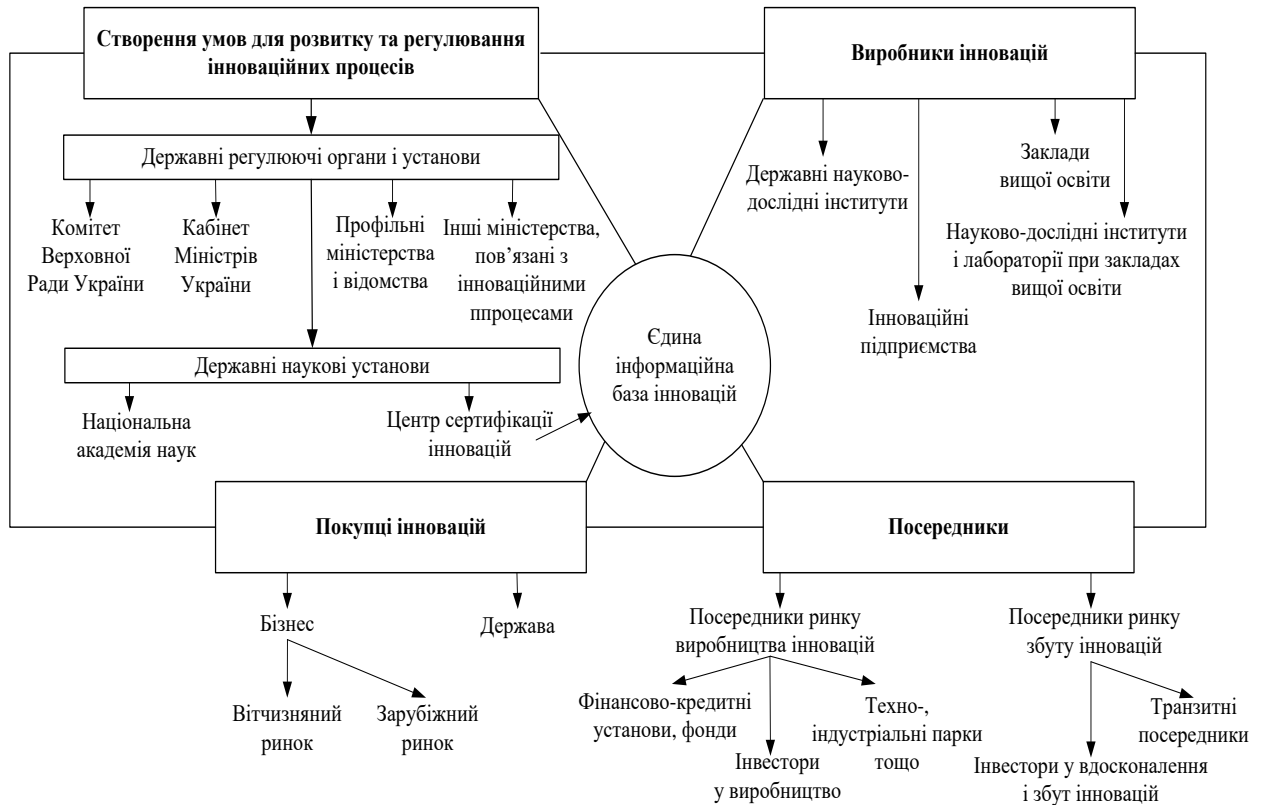 Створення умов для розвитку та регулювання
інноваційних процесів
Виробники інновацій
Державні регулюючі органи і установи
Комітет
Верховної
Ради України
Кабінет
Міністрів
України
Профільні
міністерства
і відомства
Інші міністерства,
пов’язані з
інноваційними
ппроцесами
Державні наукові установи
Національна
академія наук
Центр сертифікації
інновацій
Єдина
інформаційна
база інновацій
Державні науково-
дослідні інститути
Інноваційні
підприємства
Заклади
вищої освіти
Науково-дослідні інститути
і лабораторії при закладах
вищої освіти
Покупці інновацій
Бізнес
Держава
Вітчизняний
ринок
Зарубіжний
ринок
Посередники
Посередники ринку
виробництва інновацій
Фінансово-кредитні
установи, фонди
Інвестори
у виробництво
Техно-,
індустріальні парки
тощо
Посередники ринку
збуту інновацій
Транзитні
посередники
Інвестори у вдосконалення
і збут інновацій